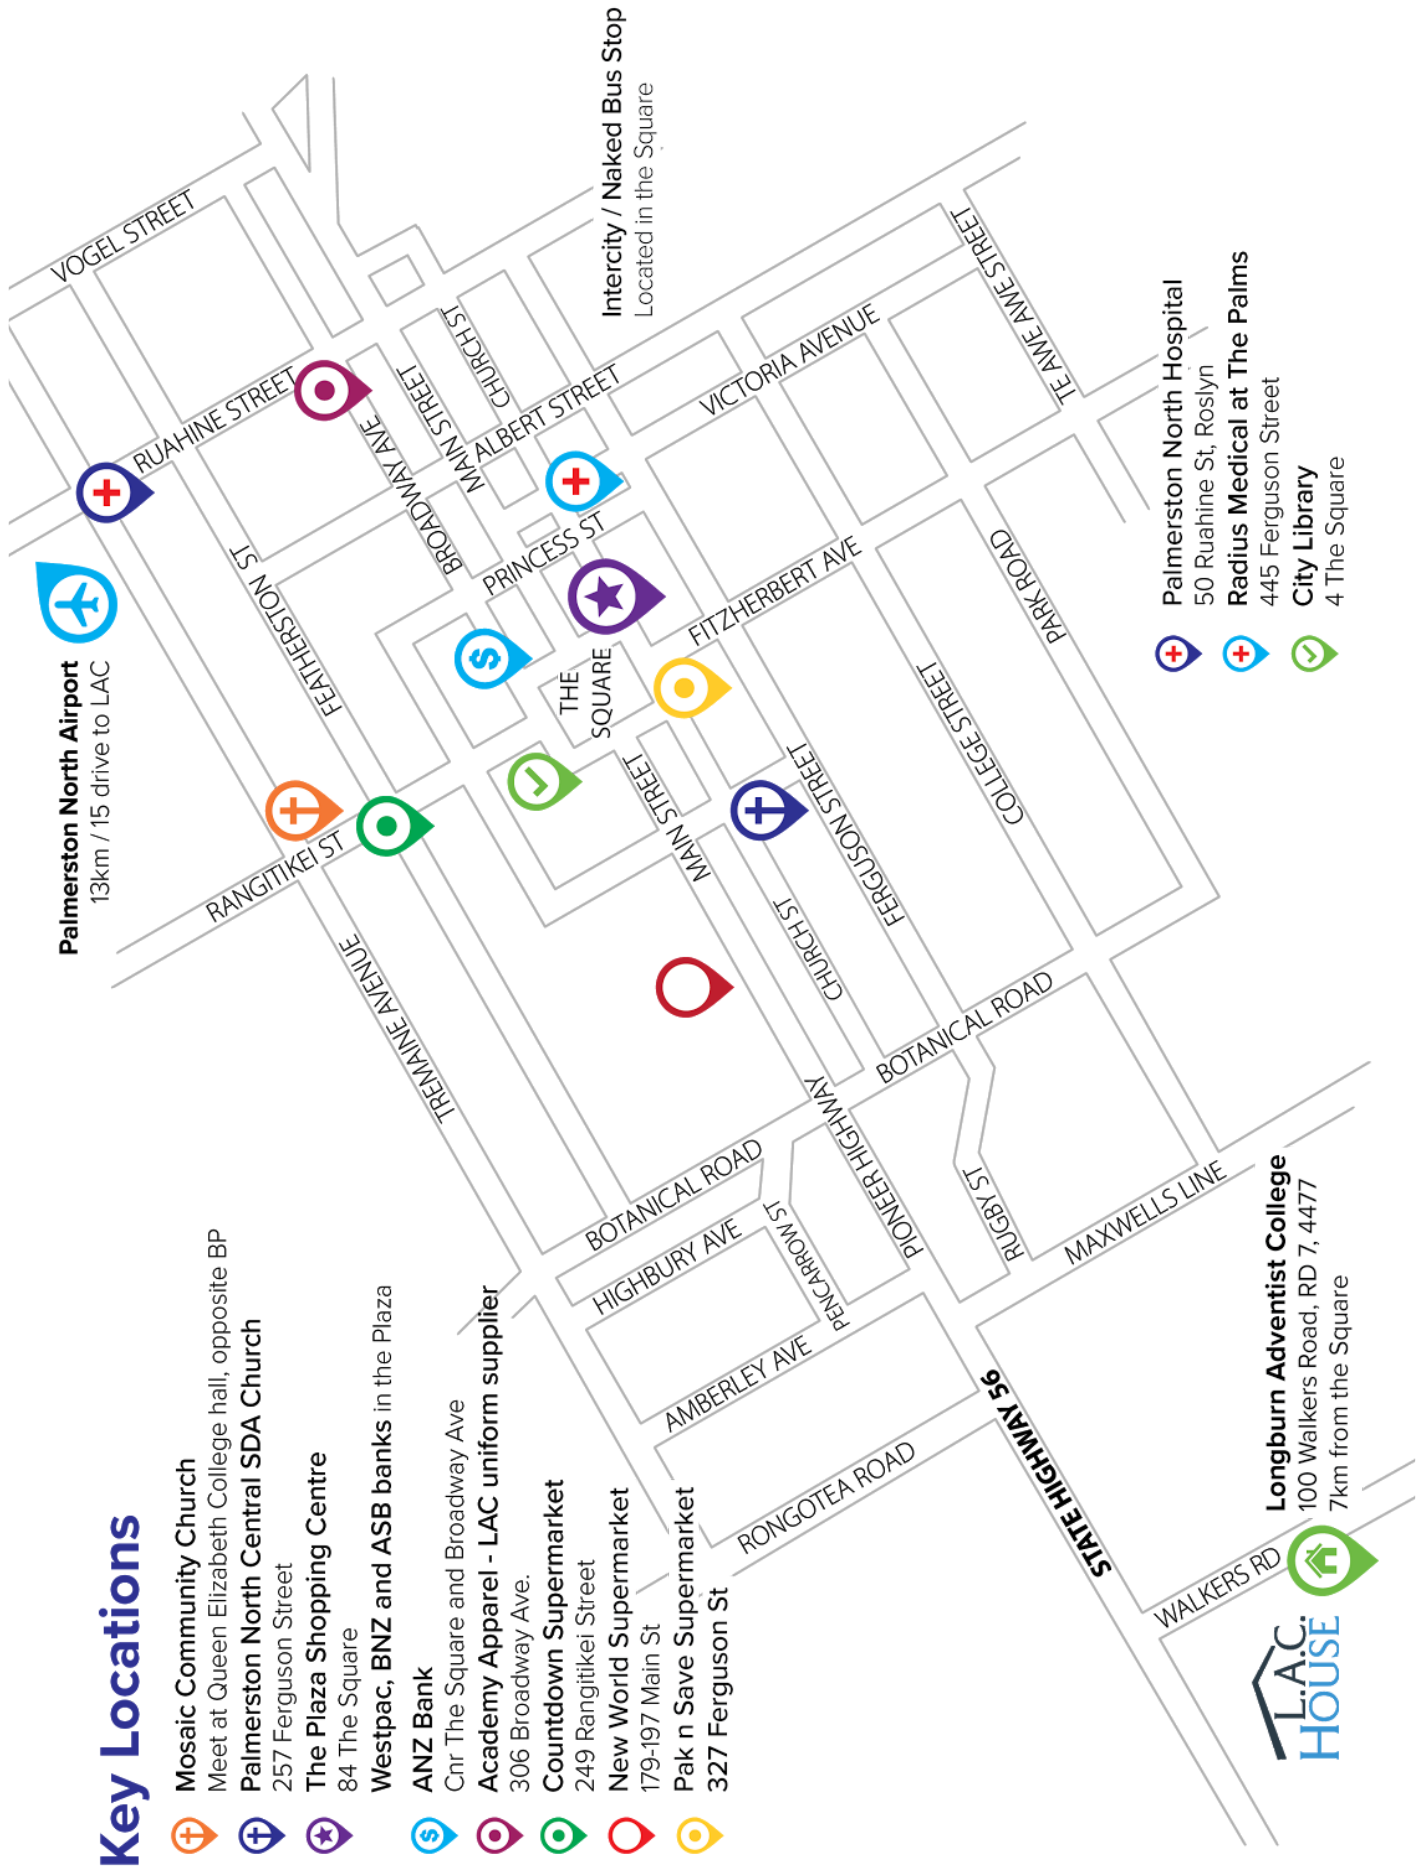 Key Locations
Mosaic Community Church
Meet at Queen Elizabeth College hall, opposite BP
Palmerston North Central SDA Church
257 Ferguson Street
The Plaza Shopping Centre
84 The Square
Westpac, BNZ and ASB banks in the Plaza
$
ANZ Bank
Cnr The Square and Broadway Ave
Academy Apparel - LAC uniform supplier
306 Broadway Ave.
Countdown Supermarket
249 Rangitikei Street
New World Supermarket
179-197 Main St
Pak n Save Supermarket
327 Ferguson St
Palmerston North Airport
13km / 15 drive to LAC
Intercity / Naked Bus Stop
Located in the Square
Palmerston North Hospital
50 Ruahine St, Roslyn
Radius Medical at The Palms
445 Ferguson Street
City Library
4 The Square
Longburn Adventist College
100 Walkers Road, RD 7, 4477
7km from the Square
L.A.C.
HOUSE
VOGEL STREET
RUAHINE STREET
FEATHERSTON ST
RANGITIKEI ST
TREMAINE AVENUE
BROADWAY AVE
MAIN STREET
MA
CHURCH ST
ALBERT STREET
PRINCESS ST
$
THE
SQUARE
VICTORIA AVENUE
TE AWE AWE STREET
FITZHERBERT AVE
PARK ROAD
COLLEGE STREET
FERGUSON STREET
MAIN STREET
CHURCH ST
BOTANICAL ROAD
BOTANICAL ROAD
PIONEER HIGHWAY
HIGHBURY AVE
PENCARROW ST
AMBERLEY AVE
RUGBY ST
MAXWELLS LINE
RONGOTEA ROAD
STATE HIGHWAY 56
WALKERS RD